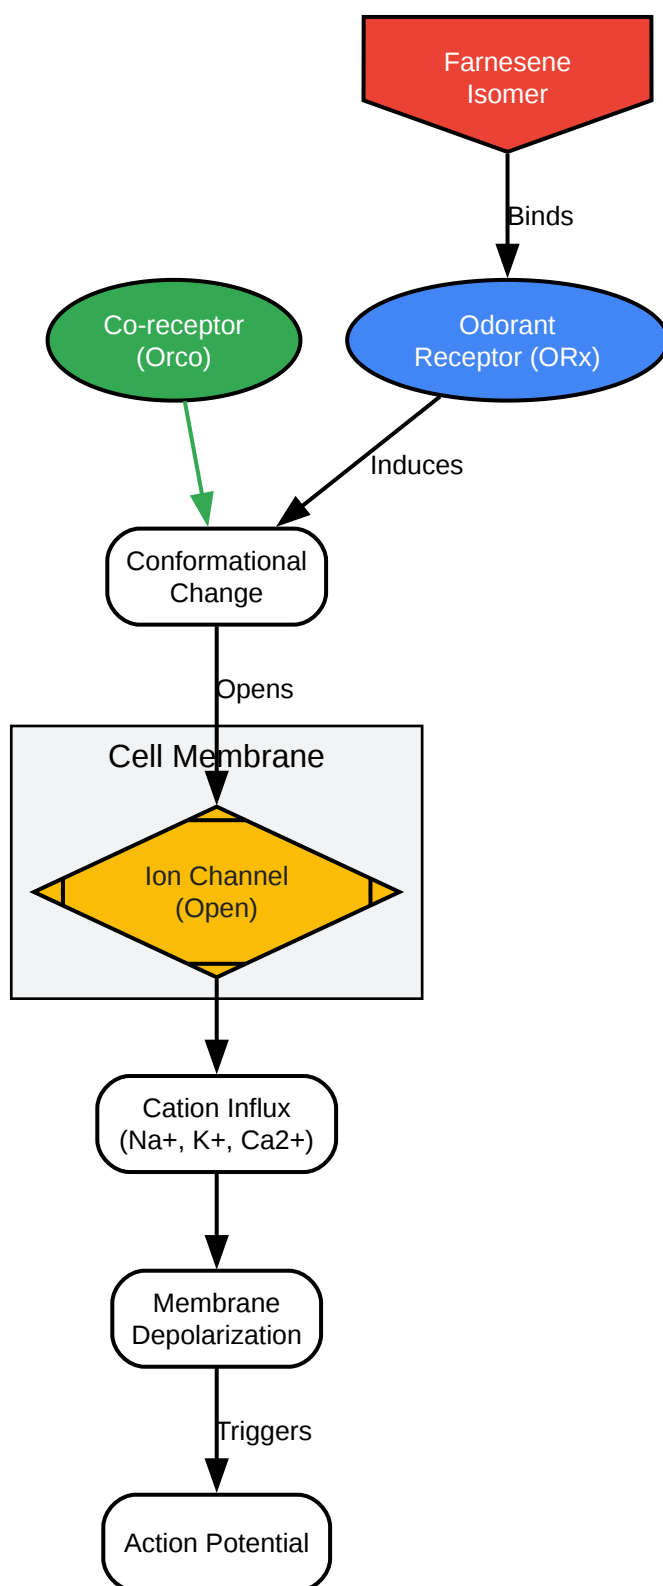 Farnesene
Isomer
Binds
Co-receptor
(Orco)
Odorant
Receptor (ORx)
Induces
Conformational
Change
Opens
Cell Membrane
Ion Channel
(Open)
Cation Influx
(Na+, K+, Ca2+)
Membrane
Depolarization
Triggers
Action Potential